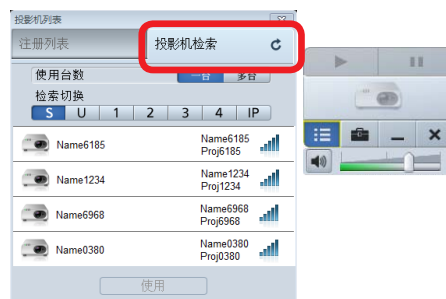 投影机列表
注册列表
投影机检索
使用台数
一台 多台
检索切换
S U 1 2 3 4 IP
Name6185 Name6185
Proj6185
Name1234 Name1234
Proj1234
Name6968 Name6968
Proj6968
Name0380 Name0380
Proj0380
使用